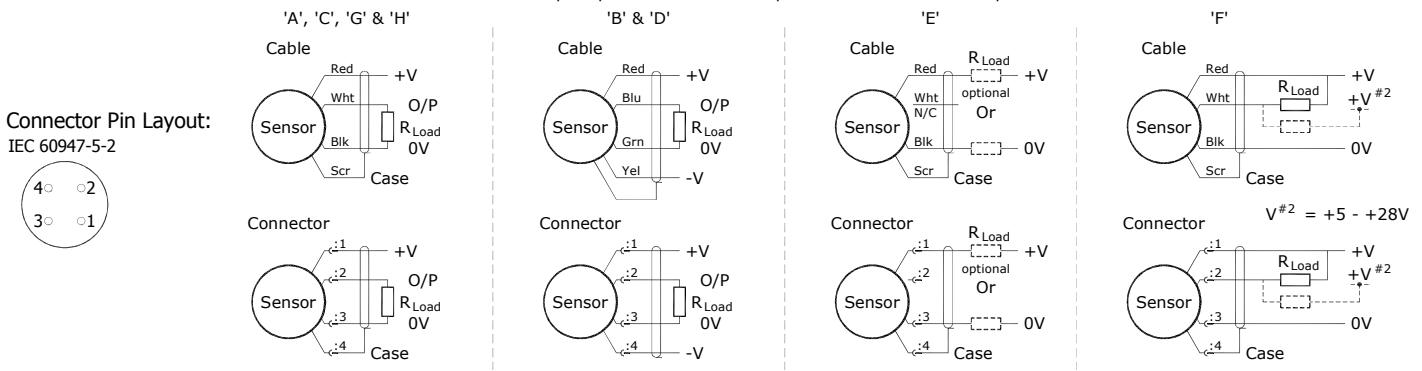 'A', 'C', 'G' & 'H'
'B' & 'D'
'E'
'F'
Connector Pin Layout:
IEC 60947-5-2
4 2
3 1
Cable
Red +V
Wht O/P
Sensor RLoad
Blk 0V
Scr Case
Cable
Red +V
Blu O/P
Sensor RLoad
Grn 0V
Yel -V
Cable
RLoad
Red +V
optional
Wht
N/C Or
Sensor
Blk 0V
Scr Case
Cable
Red +V
RLoad
Wht +V#2
Sensor
Blk 0V
Scr Case
V#2 = +5 - +28V
Connector
:1 +V
:2 O/P
Sensor RLoad
:3 0V
:4 Case
Connector
:1 +V
:2 O/P
Sensor RLoad
:3 0V
:4 -V
Connector
RLoad
:1 +V
optional
:2 Or
Sensor
:3 0V
:4 Case
Connector
:1 +V
RLoad
:2 +V#2
Sensor
:3 0V
:4 Case